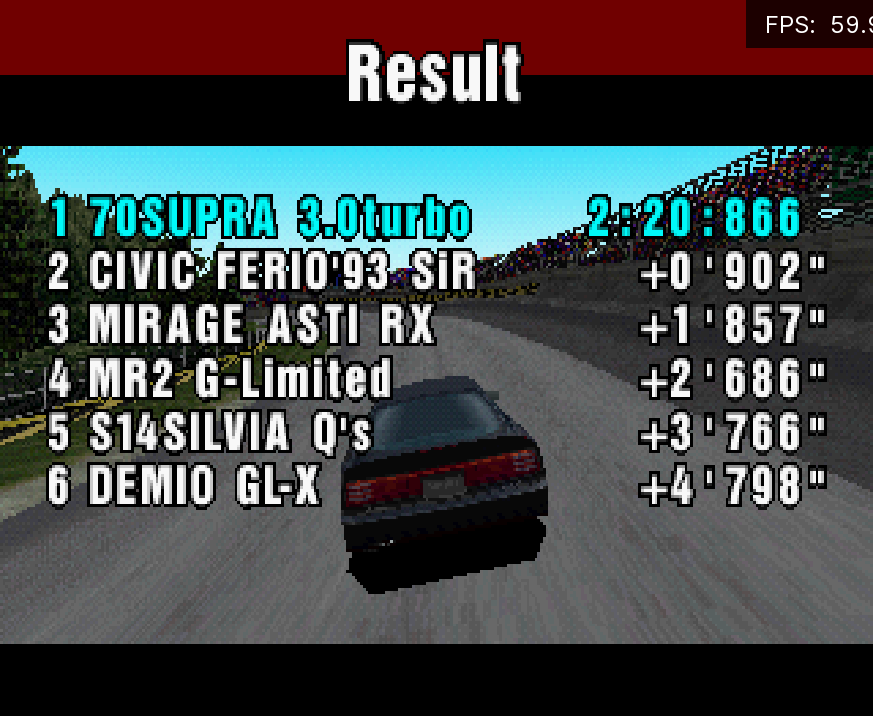 FPS: 59.9
Result
1 70SUPRA 3.0turbo 2:20:866
2 CIVIC FERIO'93 SiR +0'902"
3 MIRAGE ASTI RX +1'857"
4 MR2 G-Limited +2'686"
5 S14SILVIA Q's +3'766"
6 DEMIO GL-X +4'798"